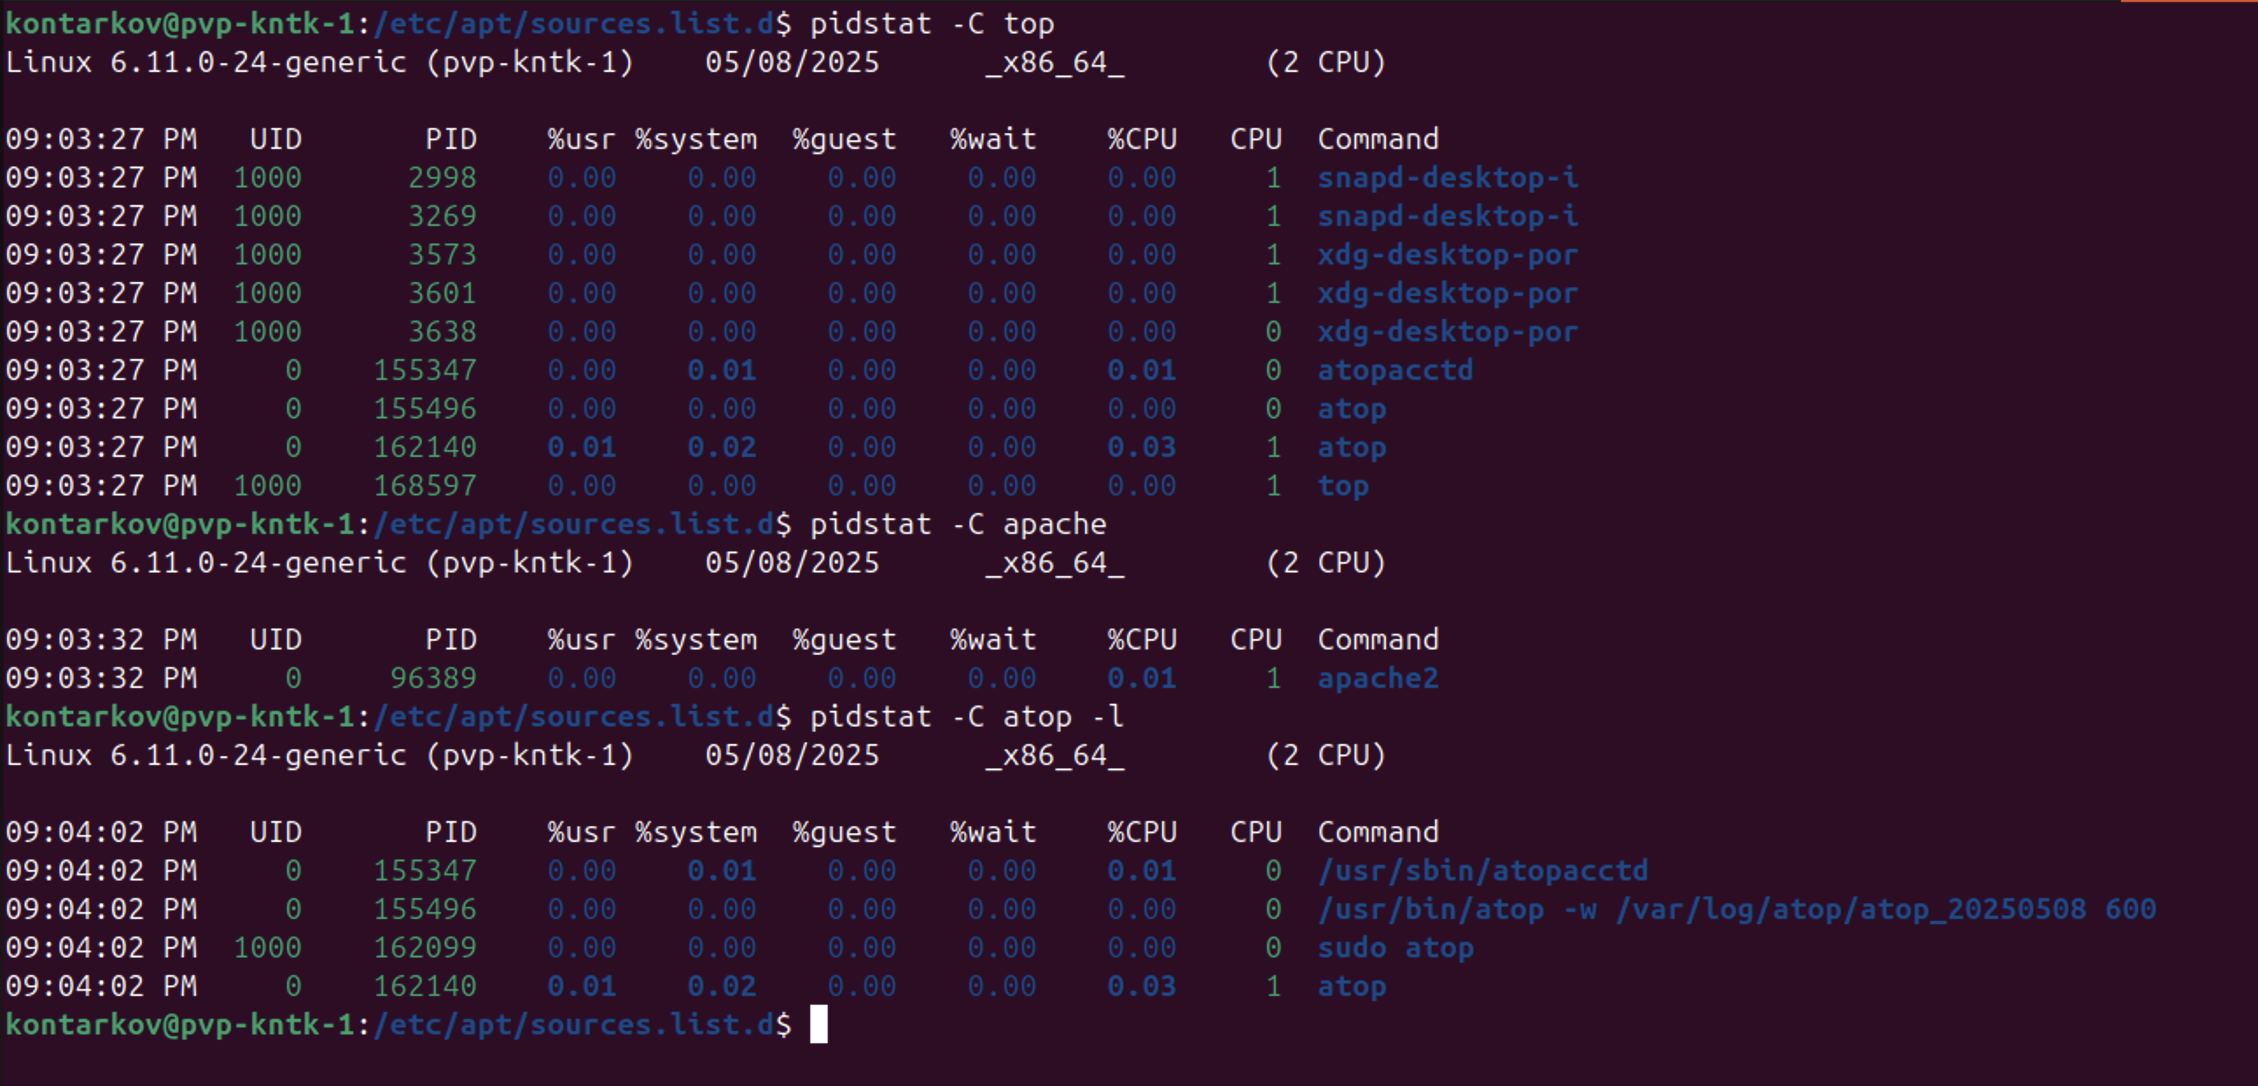 kontarkov@pvp-kntk-1:/etc/apt/sources.list.d$ pidstat -C top
Linux 6.11.0-24-generic (pvp-kntk-1)    05/08/2025      _x86_64_        (2 CPU)

09:03:27 PM   UID       PID    %usr %system  %guest   %wait    %CPU   CPU  Command
09:03:27 PM  1000      2998    0.00    0.00    0.00    0.00    0.00     1  snapd-desktop-i
09:03:27 PM  1000      3269    0.00    0.00    0.00    0.00    0.00     1  snapd-desktop-i
09:03:27 PM  1000      3573    0.00    0.00    0.00    0.00    0.00     1  xdg-desktop-por
09:03:27 PM  1000      3601    0.00    0.00    0.00    0.00    0.00     1  xdg-desktop-por
09:03:27 PM  1000      3638    0.00    0.00    0.00    0.00    0.00     0  xdg-desktop-por
09:03:27 PM     0    155347    0.00    0.01    0.00    0.00    0.01     0  atopacctd
09:03:27 PM     0    155496    0.00    0.00    0.00    0.00    0.00     0  atop
09:03:27 PM     0    162140    0.01    0.02    0.00    0.00    0.03     1  atop
09:03:27 PM  1000    168597    0.00    0.00    0.00    0.00    0.00     1  top
kontarkov@pvp-kntk-1:/etc/apt/sources.list.d$ pidstat -C apache
Linux 6.11.0-24-generic (pvp-kntk-1)    05/08/2025      _x86_64_        (2 CPU)

09:03:32 PM   UID       PID    %usr %system  %guest   %wait    %CPU   CPU  Command
09:03:32 PM     0     96389    0.00    0.00    0.00    0.00    0.01     1  apache2
kontarkov@pvp-kntk-1:/etc/apt/sources.list.d$ pidstat -C atop -l
Linux 6.11.0-24-generic (pvp-kntk-1)    05/08/2025      _x86_64_        (2 CPU)

09:04:02 PM   UID       PID    %usr %system  %guest   %wait    %CPU   CPU  Command
09:04:02 PM     0    155347    0.00    0.01    0.00    0.00    0.01     0  /usr/sbin/atopacctd
09:04:02 PM     0    155496    0.00    0.00    0.00    0.00    0.00     0  /usr/bin/atop -w /var/log/atop/atop_20250508 600
09:04:02 PM  1000    162099    0.00    0.00    0.00    0.00    0.00     0  sudo atop
09:04:02 PM     0    162140    0.01    0.02    0.00    0.00    0.03     1  atop
kontarkov@pvp-kntk-1:/etc/apt/sources.list.d$